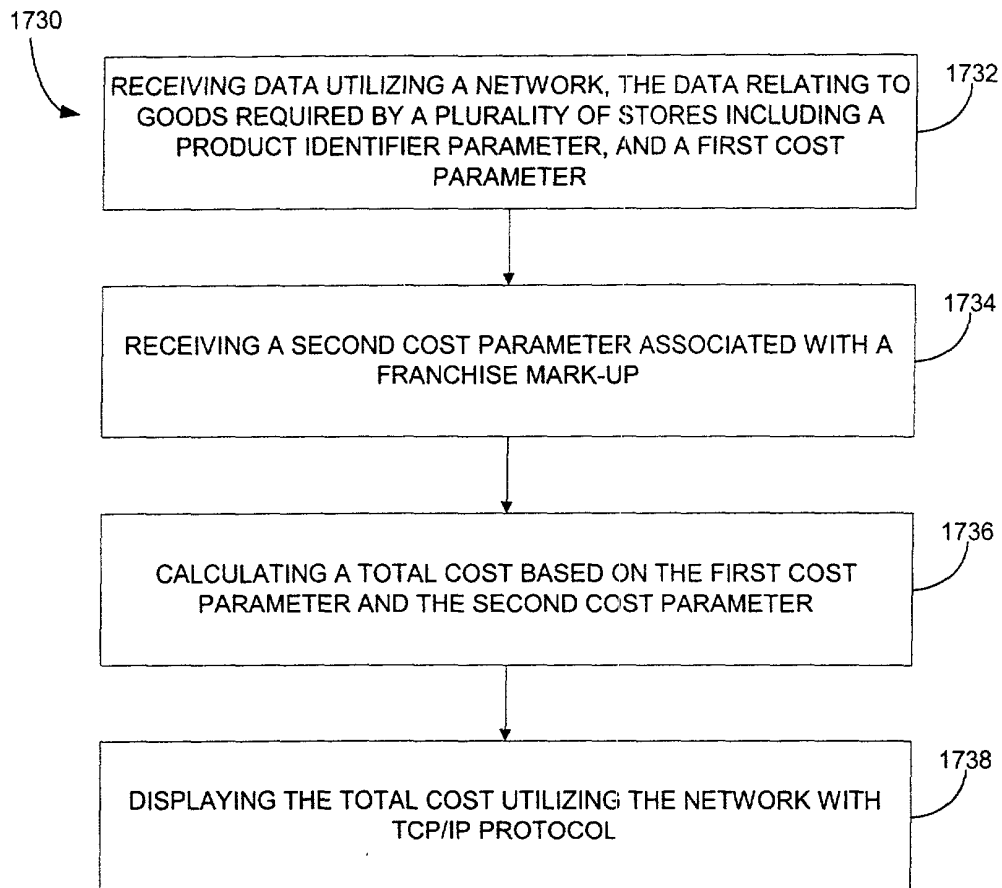 1730
RECEIVING DATA UTILIZING A NETWORK, THE DATA RELATING TO
GOODS REQUIRED BY A PLURALITY OF STORES INCLUDING A
PRODUCT IDENTIFIER PARAMETER, AND A FIRST COST
PARAMETER
1732
RECEIVING A SECOND COST PARAMETER ASSOCIATED WITH A
FRANCHISE MARK-UP
1734
CALCULATING A TOTAL COST BASED ON THE FIRST COST
PARAMETER AND THE SECOND COST PARAMETER
1736
DISPLAYING THE TOTAL COST UTILIZING THE NETWORK WITH
TCP/IP PROTOCOL
1738